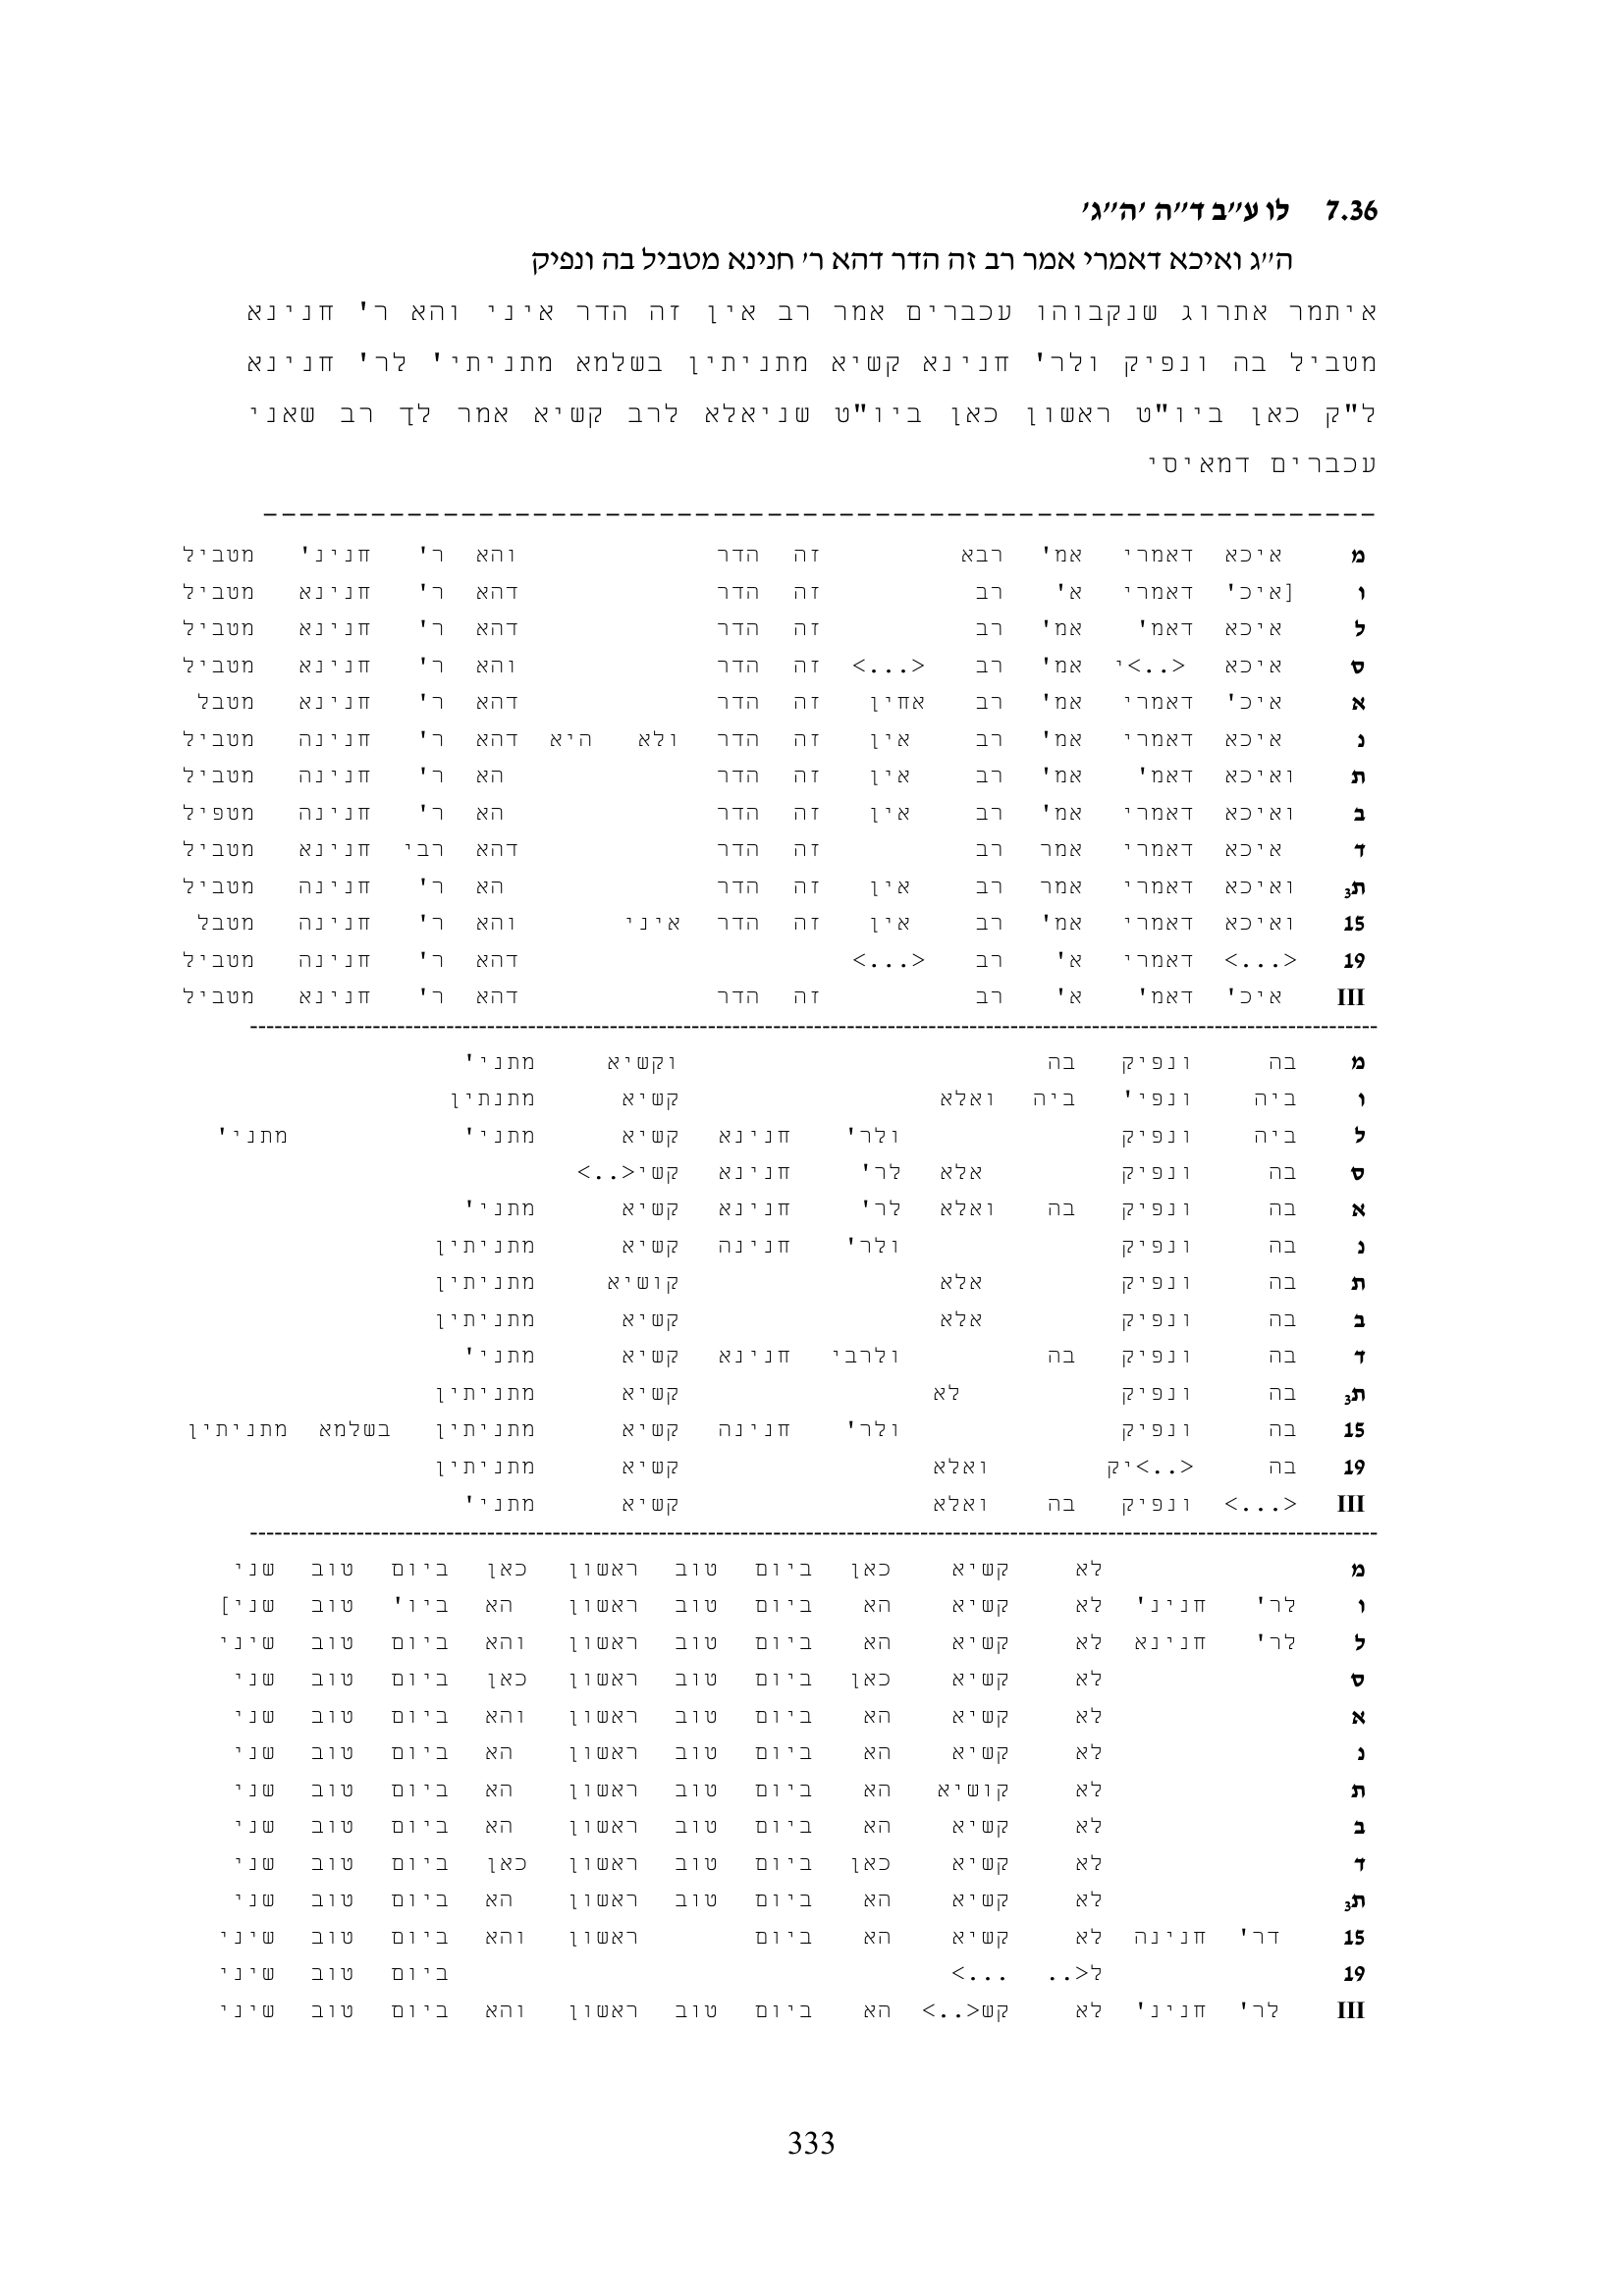 7.36 לו ע״ב ד״ה ׳ה״ג׳
ה״ג ואיכא דאמרי אמר רב זה הדר דהא ר׳ חנינא מטביל בה ונפיק
איתמר אתרוג שנקבוהו עכברים אמר רב אין זה הדר איני והא ר' חנינא
מטביל בה ונפיק ולר' חנינא קשיא מתניתין בשלמא מתניתי' לר' חנינא
ל"ק כאן ביו"ט ראשון כאן ביו"ט שניאלא לרב קשיא אמר לך רב שאני
עכברים דמאיסי
מ איכא דאמרי אמ' רבא זה הדר והא ר' חנינ' מטביל
ו [איכ' דאמרי א' רב זה הדר דהא ר' חנינא מטביל
ל איכא דאמ' אמ' רב זה הדר דהא ר' חנינא מטביל
ס איכא <..>י אמ' רב <...> זה הדר והא ר' חנינא מטביל
א איכ' דאמרי אמ' רב אחין זה הדר דהא ר' חנינא מטבל
נ איכא דאמרי אמ' רב אין זה הדר ולא היא דהא ר' חנינה מטביל
ת ואיכא דאמ' אמ' רב אין זה הדר הא ר' חנינה מטביל
ב ואיכא דאמרי אמ' רב אין זה הדר הא ר' חנינה מטפיל
ד איכא דאמרי אמר רב זה הדר דהא רבי חנינא מטביל
ת3 ואיכא דאמרי אמר רב אין זה הדר הא ר' חנינה מטביל
15 ואיכא דאמרי אמ' רב אין זה הדר איני והא ר' חנינה מטבל
19 <...> דאמרי א' רב <...> דהא ר' חנינה מטביל
III איכ' דאמ' א' רב זה הדר דהא ר' חנינא מטביל
מ בה ונפיק בה וקשיא מתני'
ו ביה ונפי' ביה ואלא קשיא מתנתין
ל ביה ונפיק ולר' חנינא קשיא מתני' מתני'
ס בה ונפיק אלא לר' חנינא קשי<..>
א בה ונפיק בה ואלא לר' חנינא קשיא מתני'
נ בה ונפיק ולר' חנינה קשיא מתניתין
ת בה ונפיק אלא קושיא מתניתין
ב בה ונפיק אלא קשיא מתניתין
ד בה ונפיק בה ולרבי חנינא קשיא מתני'
ת3 בה ונפיק לא קשיא מתניתין
15 בה ונפיק ולר' חנינה קשיא מתניתין בשלמא מתניתין
19 בה <..>יק ואלא קשיא מתניתין
III <...> ונפיק בה ואלא קשיא מתני'
מ לא קשיא כאן ביום טוב ראשון כאן ביום טוב שני
ו לר' חנינ' לא קשיא הא ביום טוב ראשון הא ביו' טוב שני]
ל לר' חנינא לא קשיא הא ביום טוב ראשון והא ביום טוב שיני
ס לא קשיא כאן ביום טוב ראשון כאן ביום טוב שני
א לא קשיא הא ביום טוב ראשון והא ביום טוב שני
נ לא קשיא הא ביום טוב ראשון הא ביום טוב שני
ת לא קושיא הא ביום טוב ראשון הא ביום טוב שני
ב לא קשיא הא ביום טוב ראשון הא ביום טוב שני
ד לא קשיא כאן ביום טוב ראשון כאן ביום טוב שני
ת3 לא קשיא הא ביום טוב ראשון הא ביום טוב שני
15 דר' חנינה לא קשיא הא ביום ראשון והא ביום טוב שיני
19 ל<.. ...> ביום טוב שיני
III לר' חנינ' לא קש<..> הא ביום טוב ראשון והא ביום טוב שיני
333